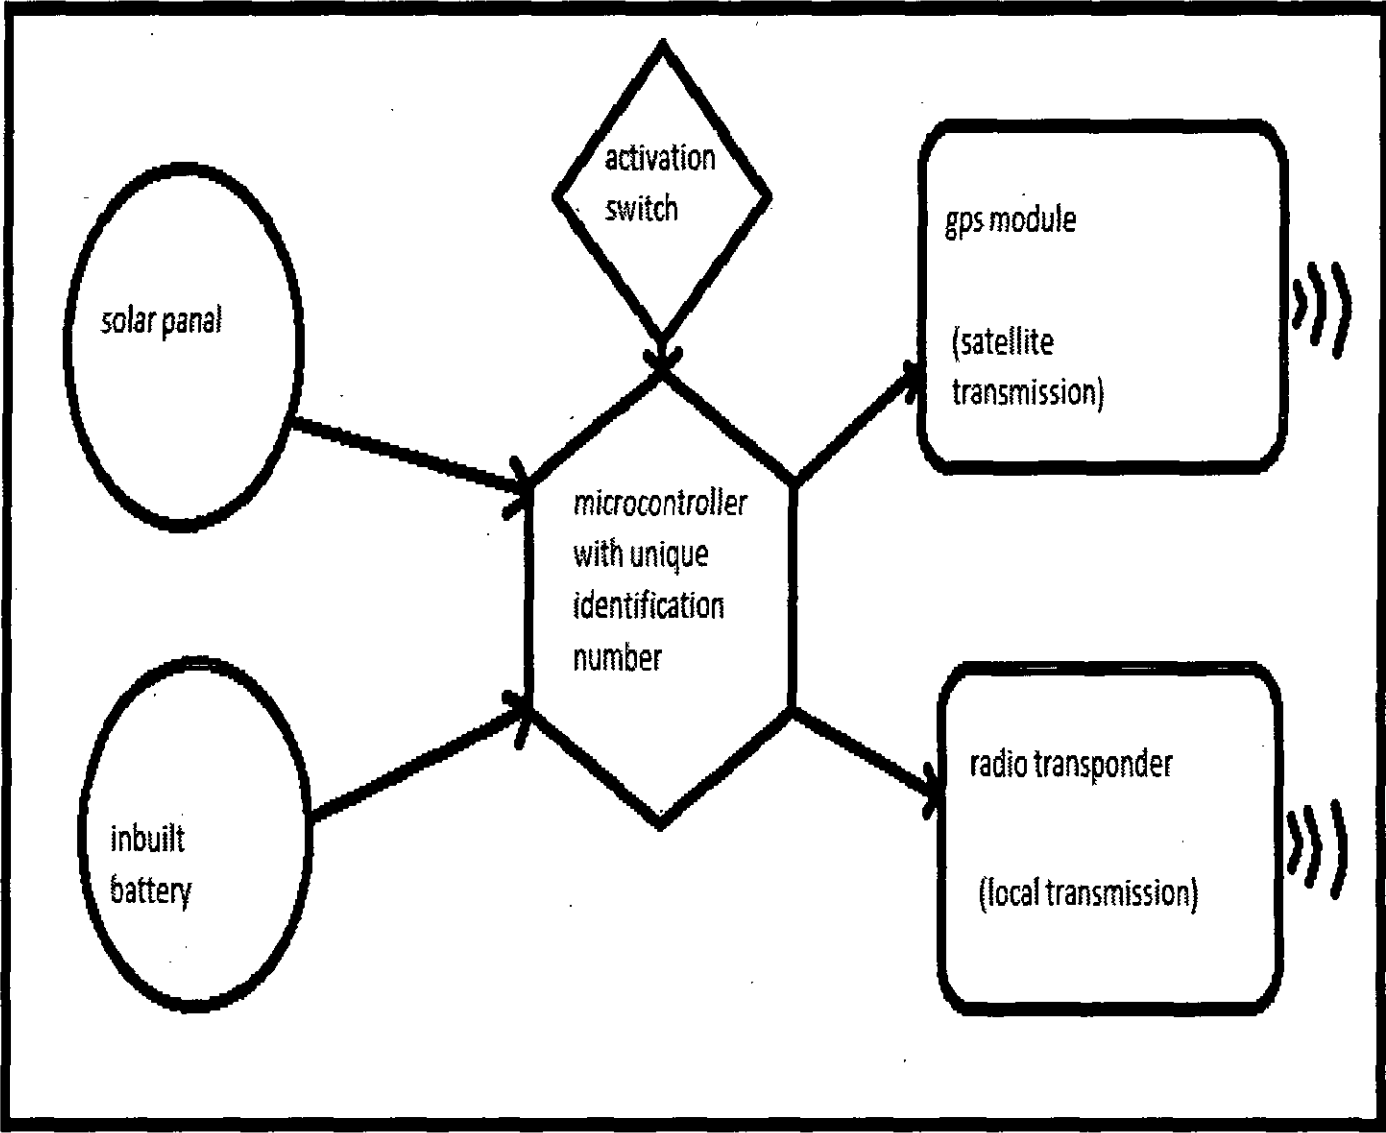 activation
switch
solar panal
gps module
(satellite
transmission)
microcontroller
with unique
identification
number
inbuilt
battery
radio transponder
(local transmission)